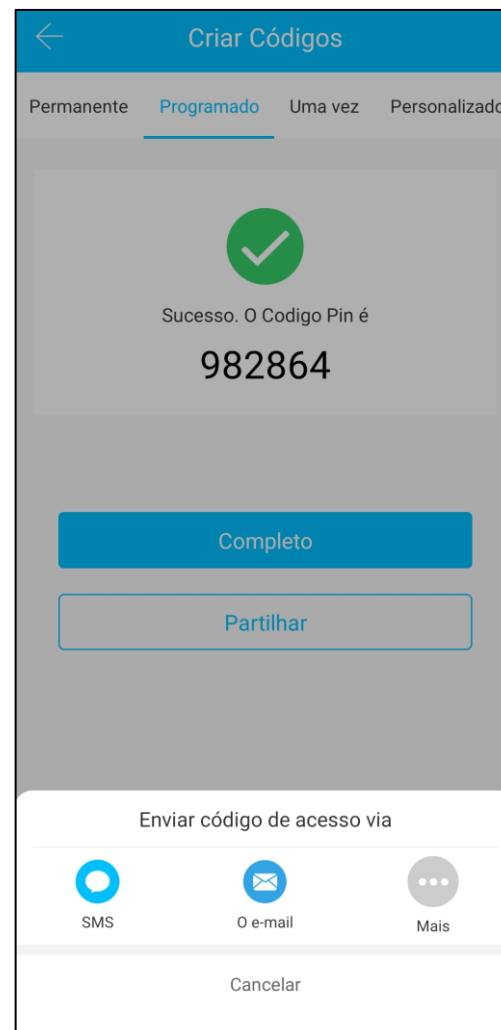 Criar Códigos
Permanente Programado Uma vez Personalizado
Sucesso. O Codigo Pin é
982864
Completo
Partilhar
Enviar código de acesso via
SMS O e-mail Mais
Cancelar